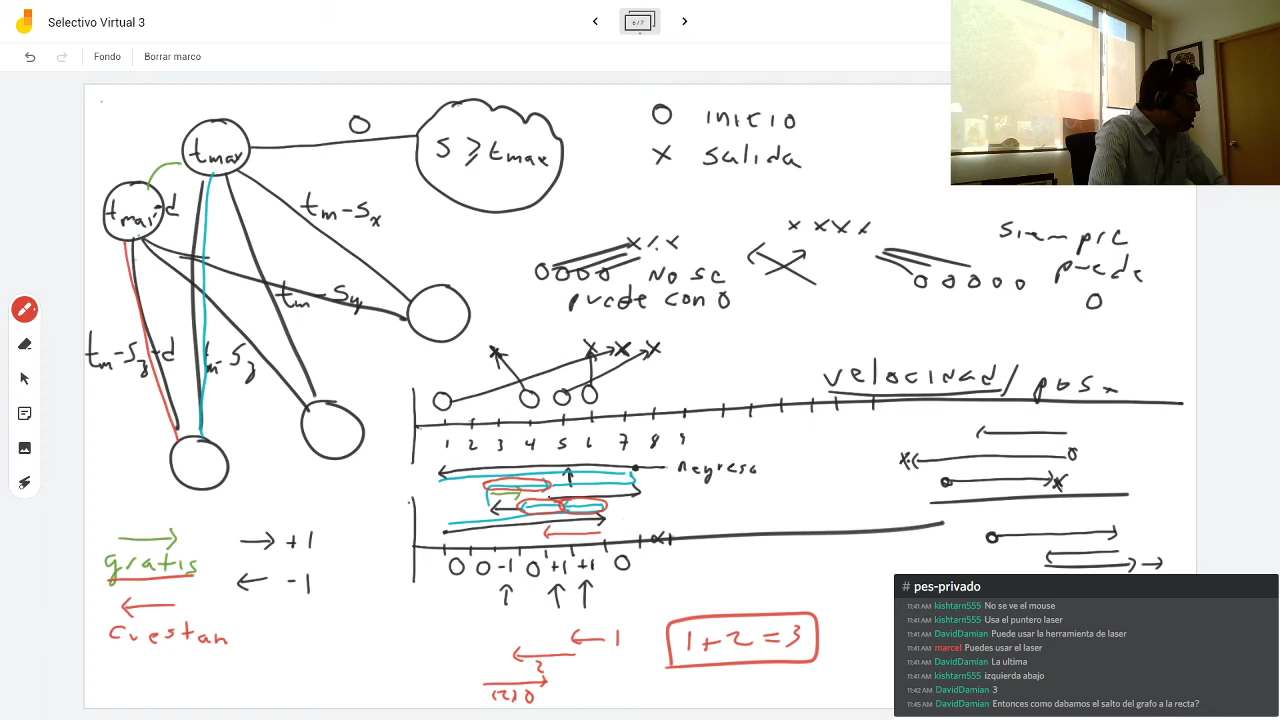 Selectivo Virtual 3
6 / 7
Fondo
Borrar marco
tmax
0
S ≥ tmax
O inicio
x salida
tmax-d
tm-Sx
tm-Sy
tm-Sz-d
tm-Sz
x x x
O O O O
No se
puede con 0
x x x x
O O O O O
Siempre
puede
0
velocidad / posx
1 2 3 4 5 6 7 8 9
Regresa
0 0 -1 0 +1 +1 0
gratis
cuestan
→ +1
← -1
← 1
2
(2) 0
1+2=3
# pes-privado
11:41 AM kishtarn555 No se ve el mouse
11:41 AM kishtarn555 Usa el puntero laser
11:41 AM DavidDamian Puede usar la herramienta de laser
11:41 AM marcel Puedes usar el laser
11:41 AM DavidDamian La ultima
11:41 AM kishtarn555 izquierda abajo
11:42 AM DavidDamian 3
11:45 AM DavidDamian Entonces como dabamos el salto del grafo a la recta?